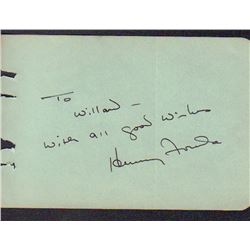 To
Willard –
with all good wishes
Henry Fonda